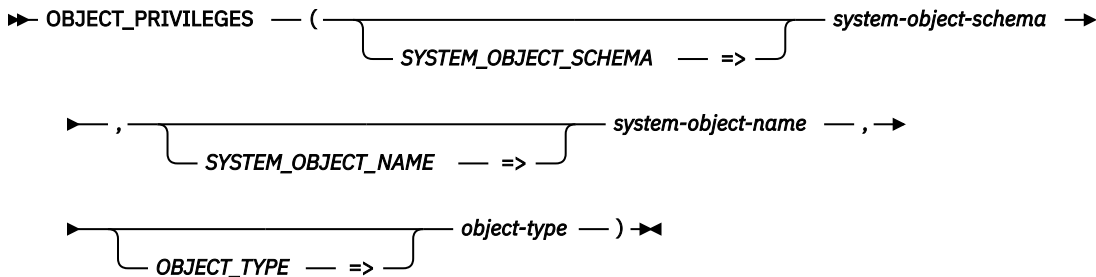 OBJECT_PRIVILEGES ( system-object-schema
SYSTEM_OBJECT_SCHEMA =>
, system-object-name ,
SYSTEM_OBJECT_NAME =>
object-type )
OBJECT_TYPE =>